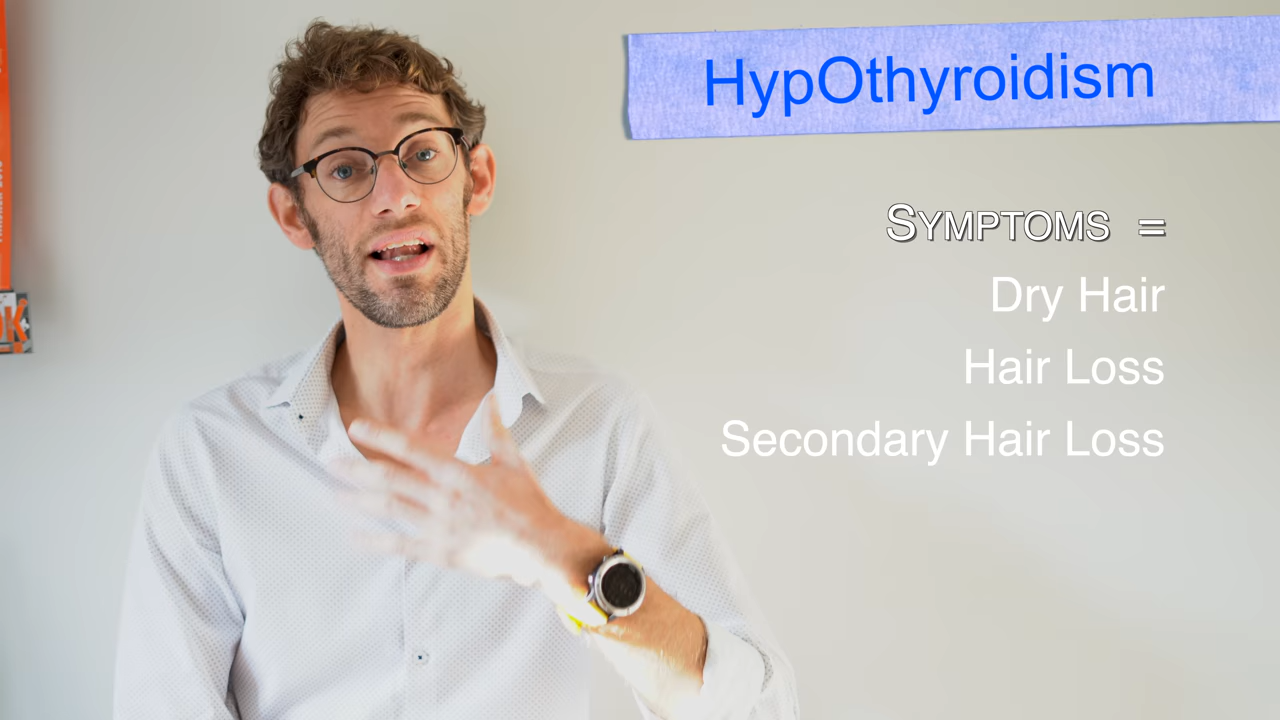 HypOthyroidism
SYMPTOMS =
Dry Hair
Hair Loss
Secondary Hair Loss